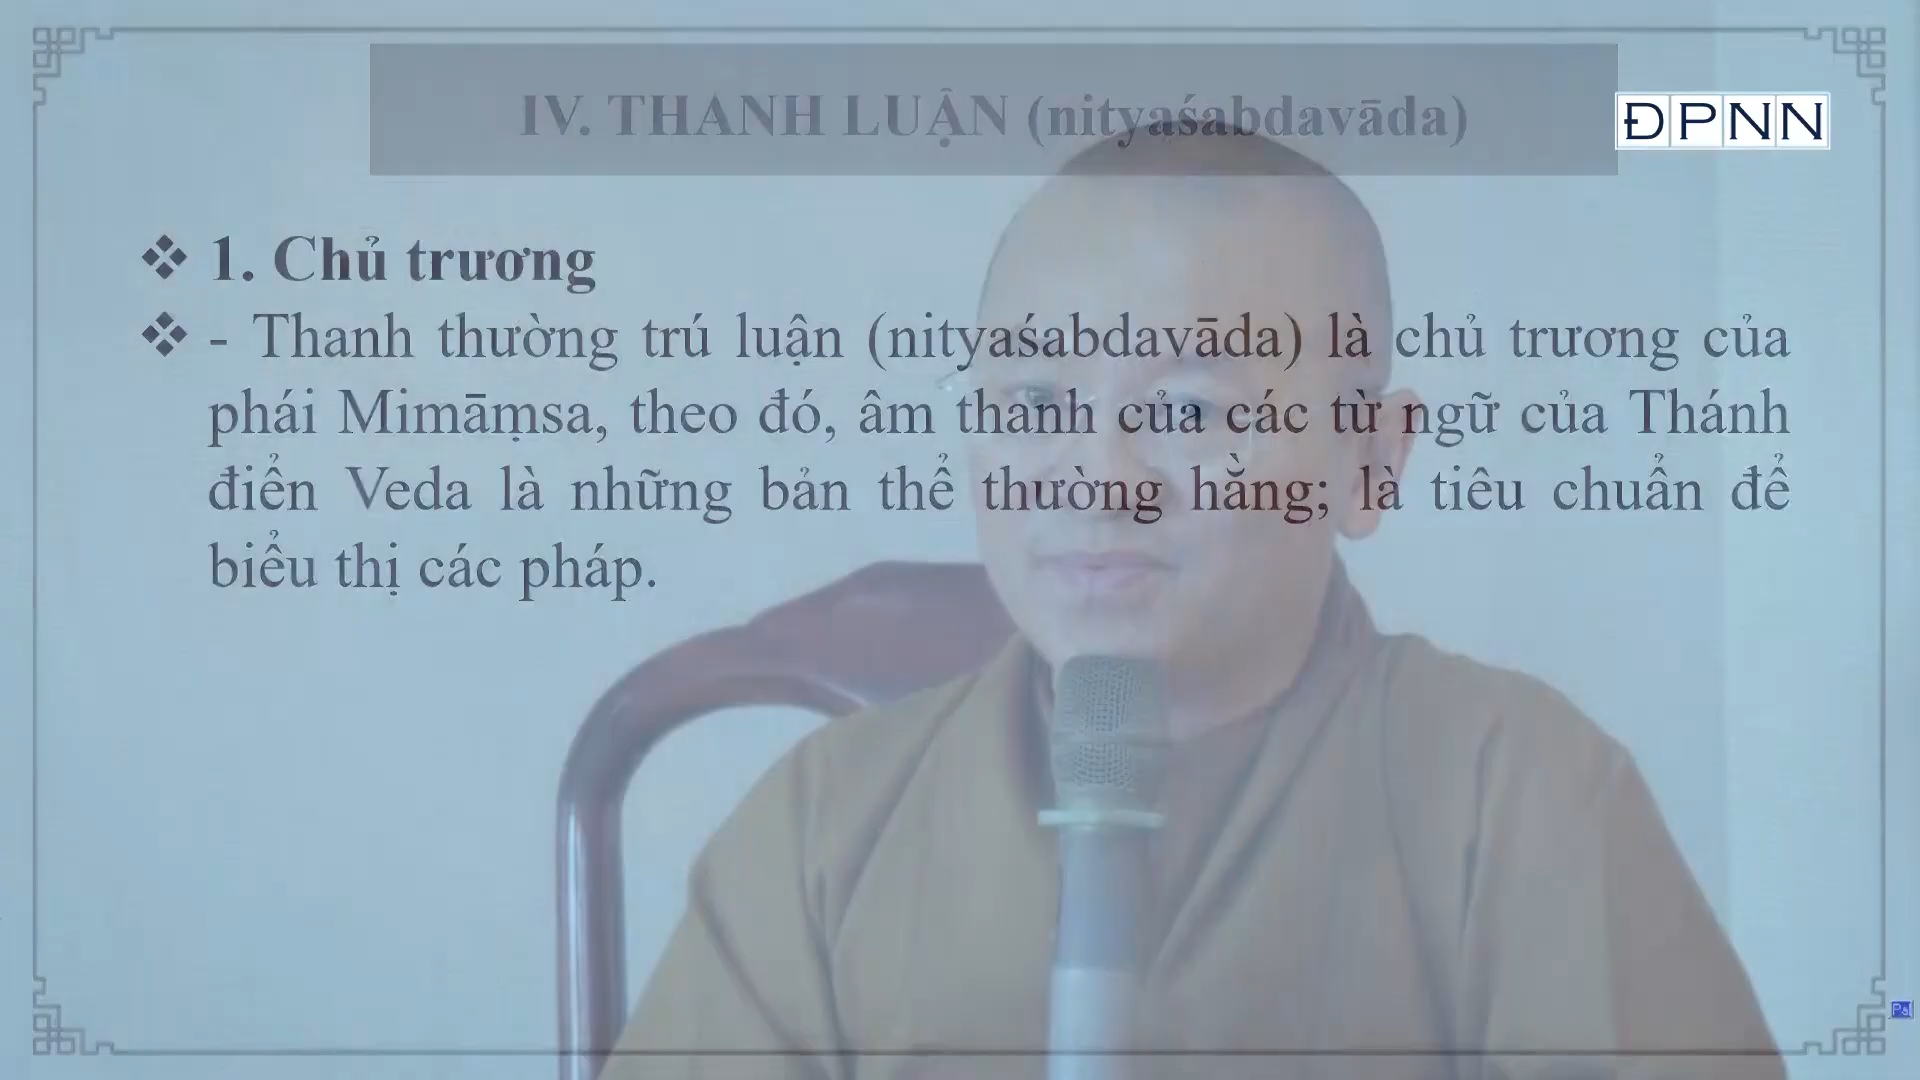 IV. THANH LUẬN (nityaśabdavāda)
ĐPNN
❖ 1. Chủ trương
❖ - Thanh thường trú luận (nityaśabdavāda) là chủ trương của
phái Mimāṃsa, theo đó, âm thanh của các từ ngữ của Thánh
điển Veda là những bản thể thường hằng; là tiêu chuẩn để
biểu thị các pháp.